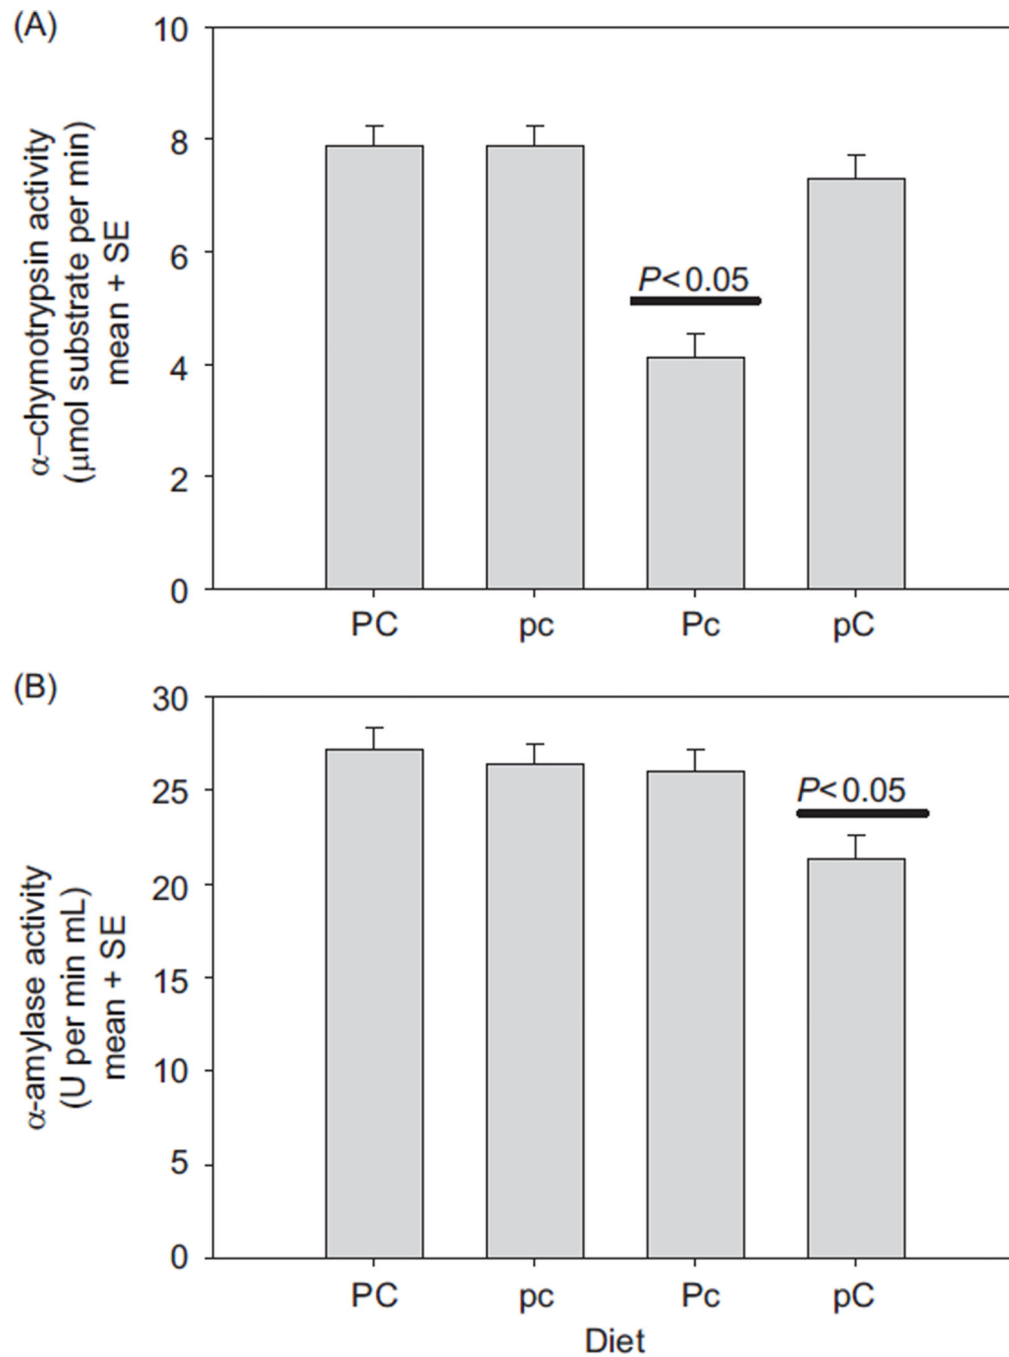 (A)
α–chymotrypsin activity
(μmol substrate per min)
mean + SE
10
8
6
4
2
0
P<0.05
PC pc Pc pC
(B)
α-amylase activity
(U per min mL)
mean + SE
30
25
20
15
10
5
0
P<0.05
PC pc Pc pC
Diet